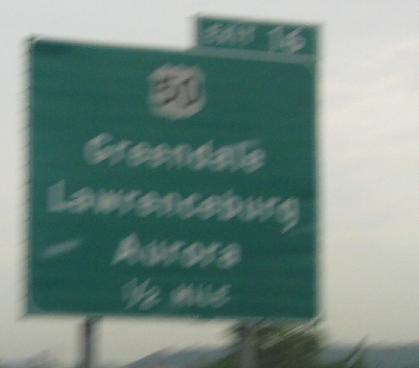 EXIT 16
50
Greendale
Lawrenceburg
Aurora
½ MILE